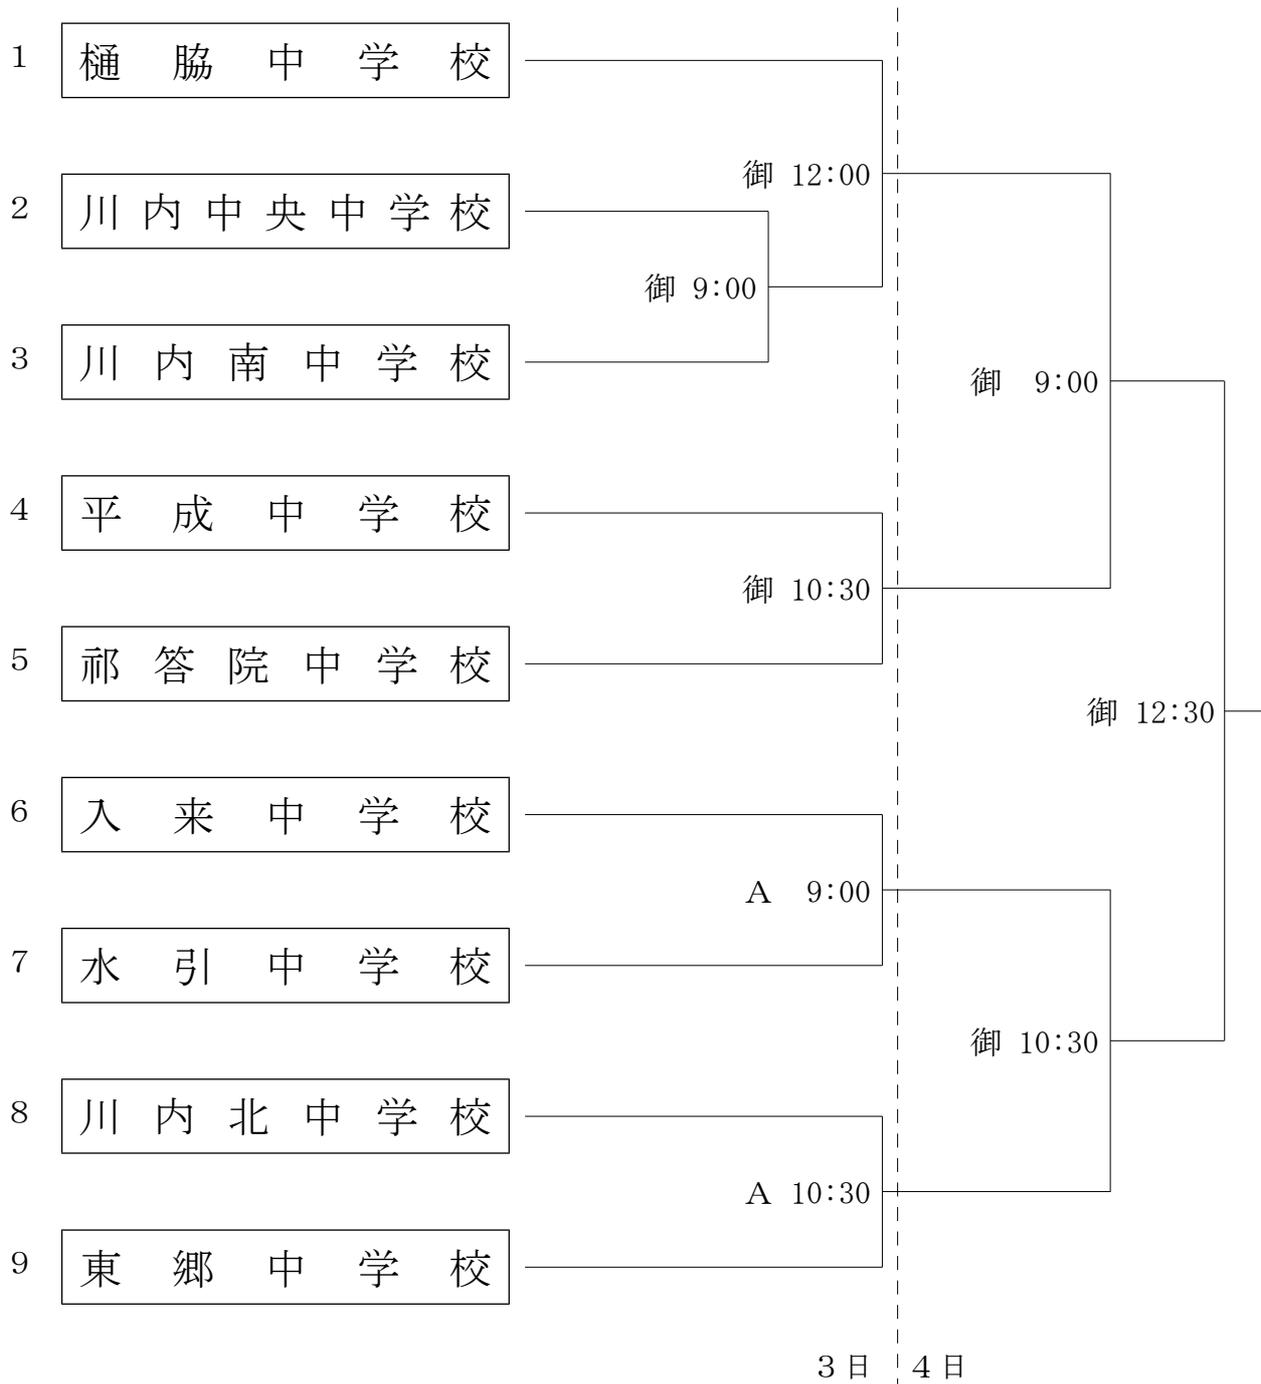 1 樋脇中学校
御 12:00
2 川内中央中学校
御 9:00
3 川内南中学校
御 9:00
4 平成中学校
御 10:30
5 祁答院中学校
御 12:30
6 入来中学校
A 9:00
7 水引中学校
御 10:30
8 川内北中学校
A 10:30
9 東郷中学校
3日 4日